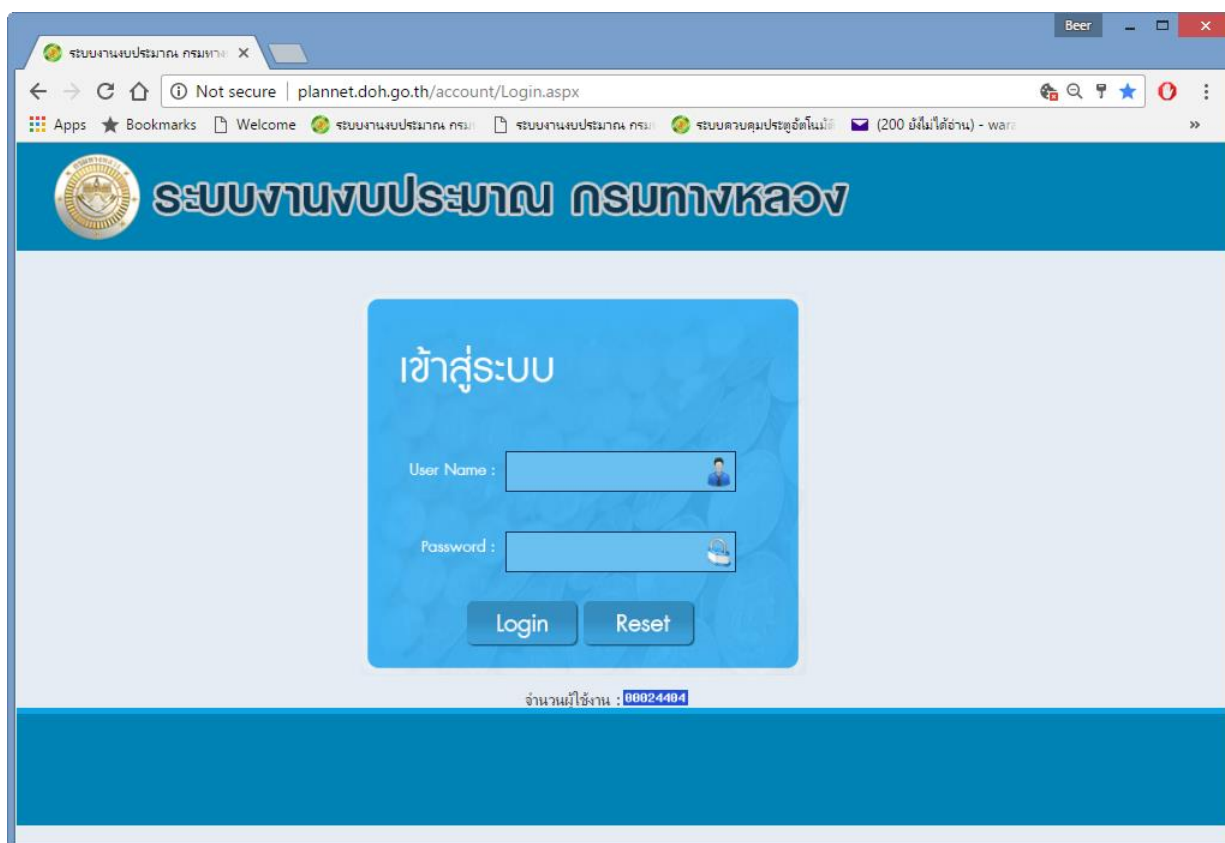 Beer
ระบบงานงบประมาณ กรมทาง
Not secure | plannet.doh.go.th/account/Login.aspx
Apps Bookmarks Welcome ระบบงานงบประมาณ กรม ระบบงานงบประมาณ กรม ระบบควบคุมประตูอัตโนมัติ (200 ยังไม่ได้อ่าน) - wara »
ระบบงานงบประมาณ กรมทางหลวง
เข้าสู่ระบบ
User Name :
Password :
Login Reset
จำนวนผู้ใช้งาน : 00024404